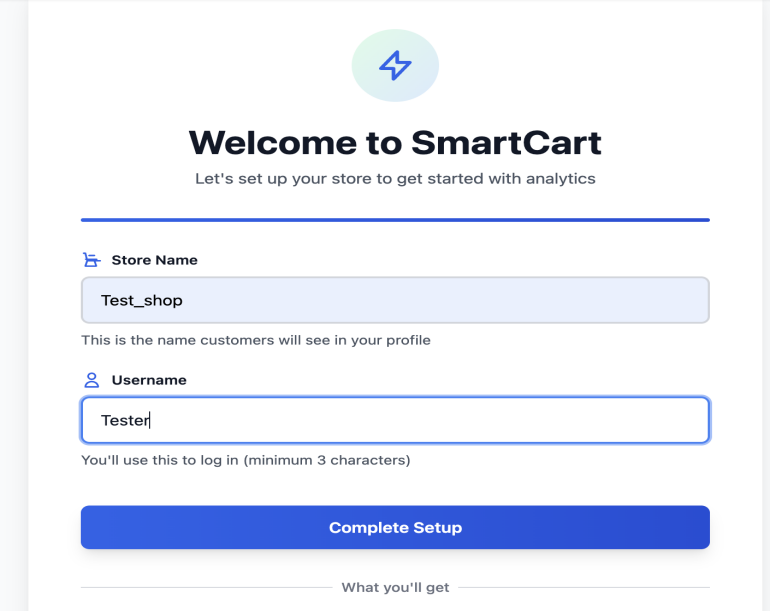 Welcome to SmartCart
Let's set up your store to get started with analytics
Store Name
Test_shop
This is the name customers will see in your profile
Username
Tester
You'll use this to log in (minimum 3 characters)
Complete Setup
What you'll get